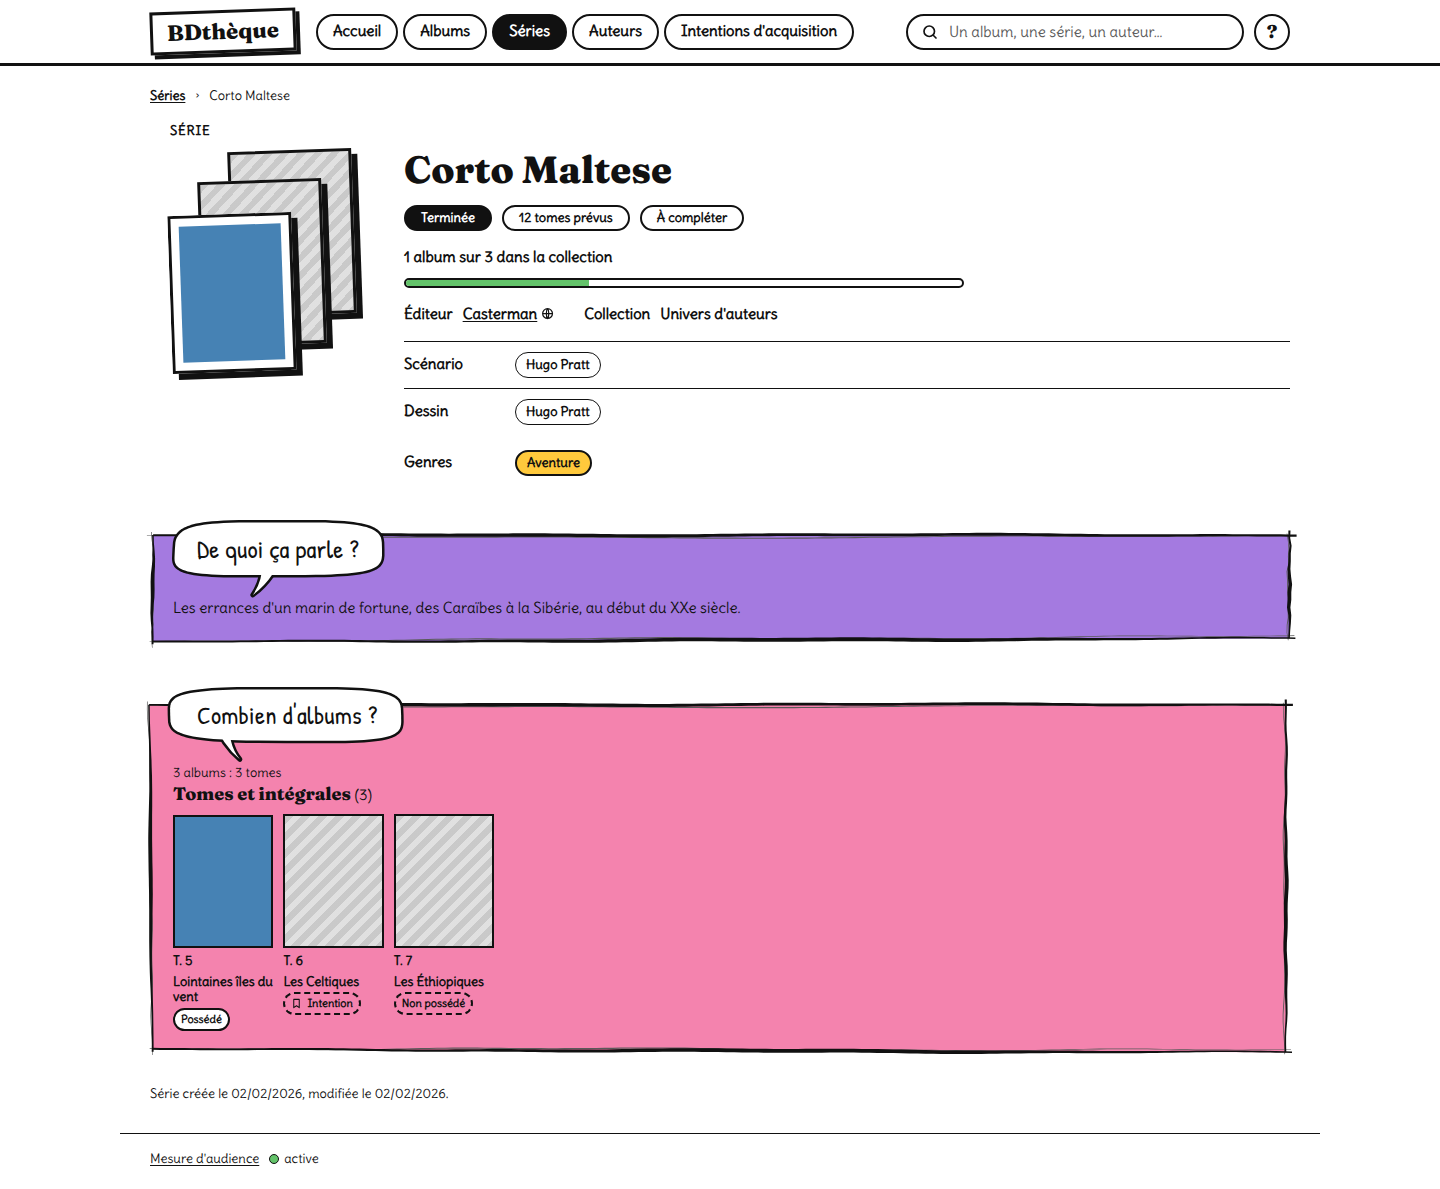 BDthèque
Accueil
Albums
Séries
Auteurs
Intentions d'acquisition
Un album, une série, un auteur...
?
Séries › Corto Maltese
SÉRIE
Corto Maltese
Terminée
12 tomes prévus
À compléter
1 album sur 3 dans la collection
Éditeur Casterman Collection Univers d'auteurs
Scénario Hugo Pratt
Dessin Hugo Pratt
Genres Aventure
De quoi ça parle ?
Les errances d'un marin de fortune, des Caraïbes à la Sibérie, au début du XXe siècle.
Combien d'albums ?
3 albums : 3 tomes
Tomes et intégrales (3)
T. 5
Lointaines îles du
vent
Possédé
T. 6
Les Celtiques
Intention
T. 7
Les Éthiopiques
Non possédé
Série créée le 02/02/2026, modifiée le 02/02/2026.
Mesure d'audience active